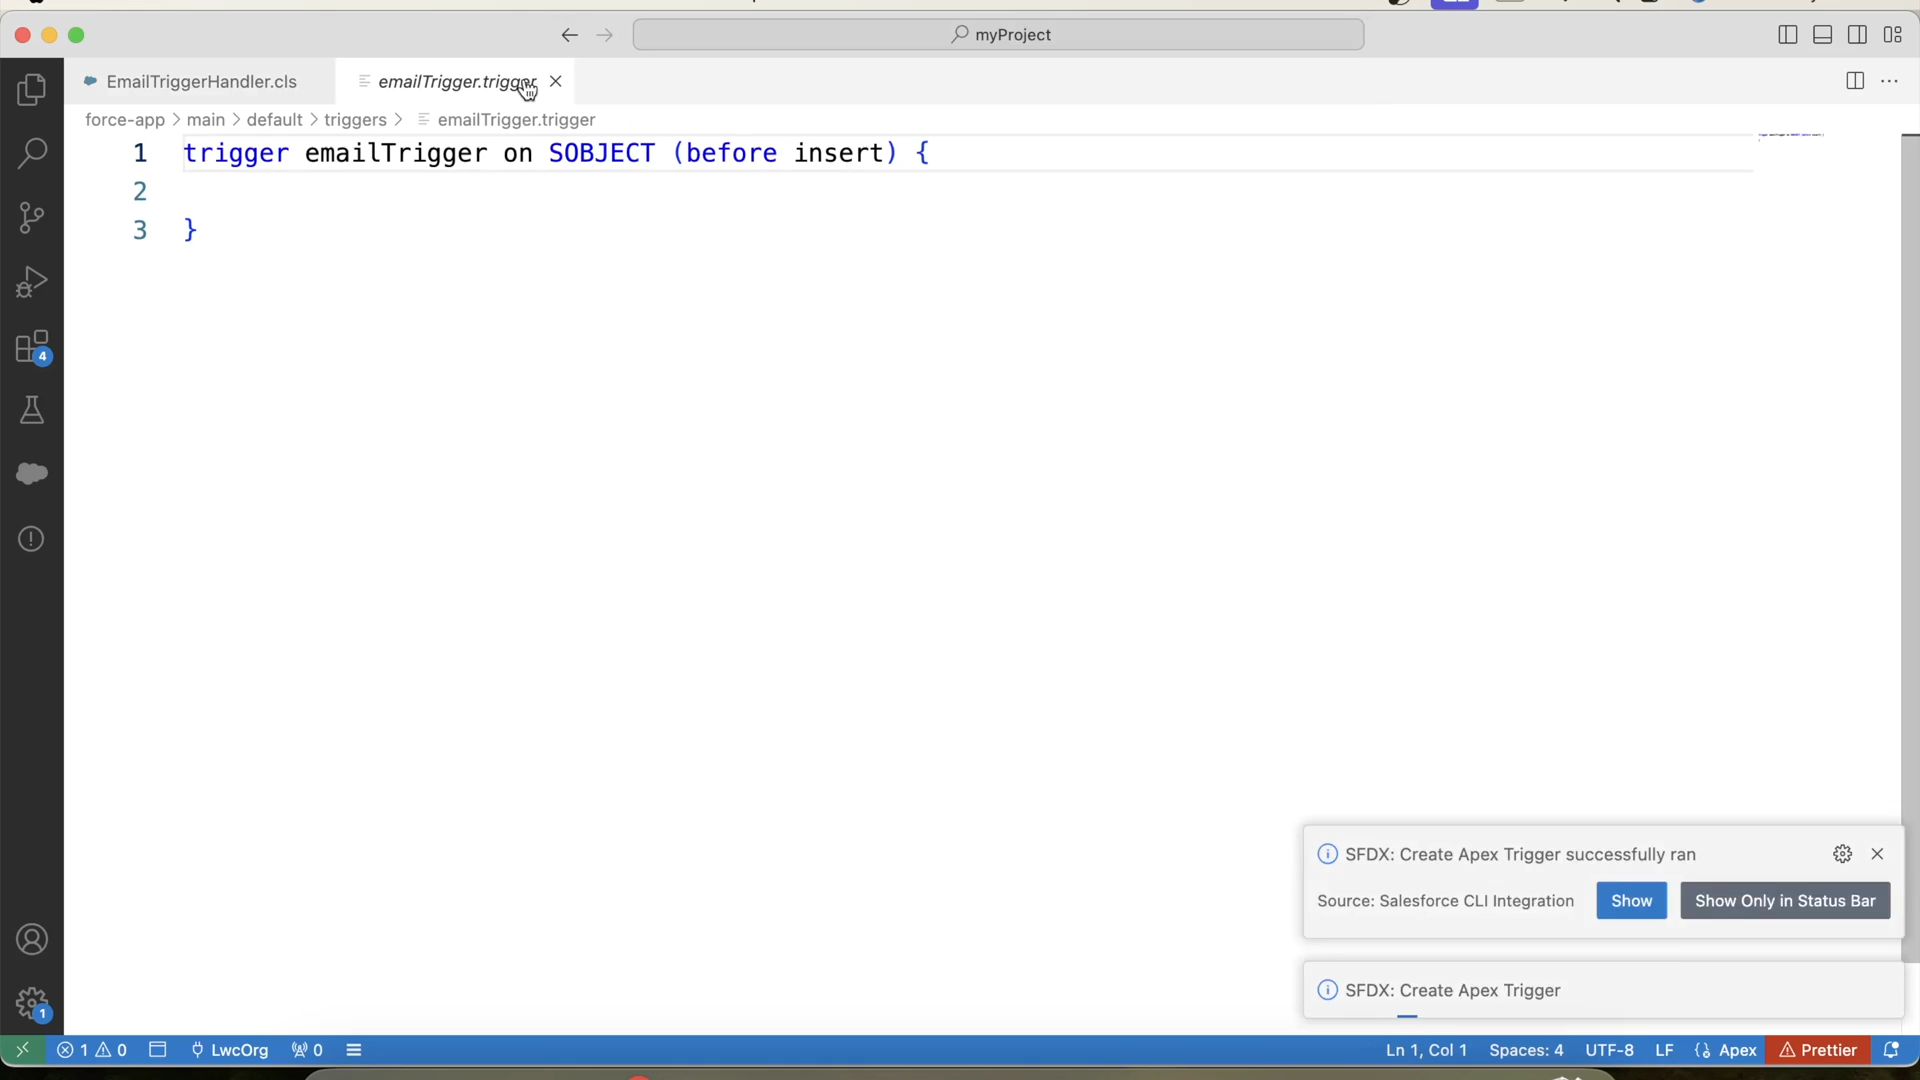 myProject
EmailTriggerHandler.cls
emailTrigger.trigger
force-app > main > default > triggers > emailTrigger.trigger
1 trigger emailTrigger on SOBJECT (before insert) {
2
3 }
4
1
SFDX: Create Apex Trigger successfully ran
Source: Salesforce CLI Integration
Show
Show Only in Status Bar
SFDX: Create Apex Trigger
1 0 LwcOrg 0 Ln 1, Col 1 Spaces: 4 UTF-8 LF {} Apex Prettier